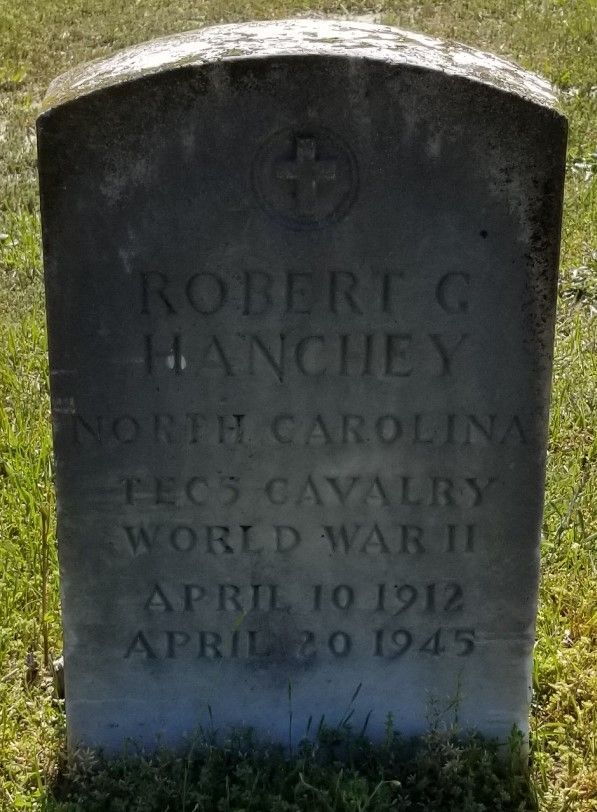 ROBERT G
HANCHEY
NORTH CAROLINA
TEC5 CAVALRY
WORLD WAR II
APRIL 10 1912
APRIL 20 1945